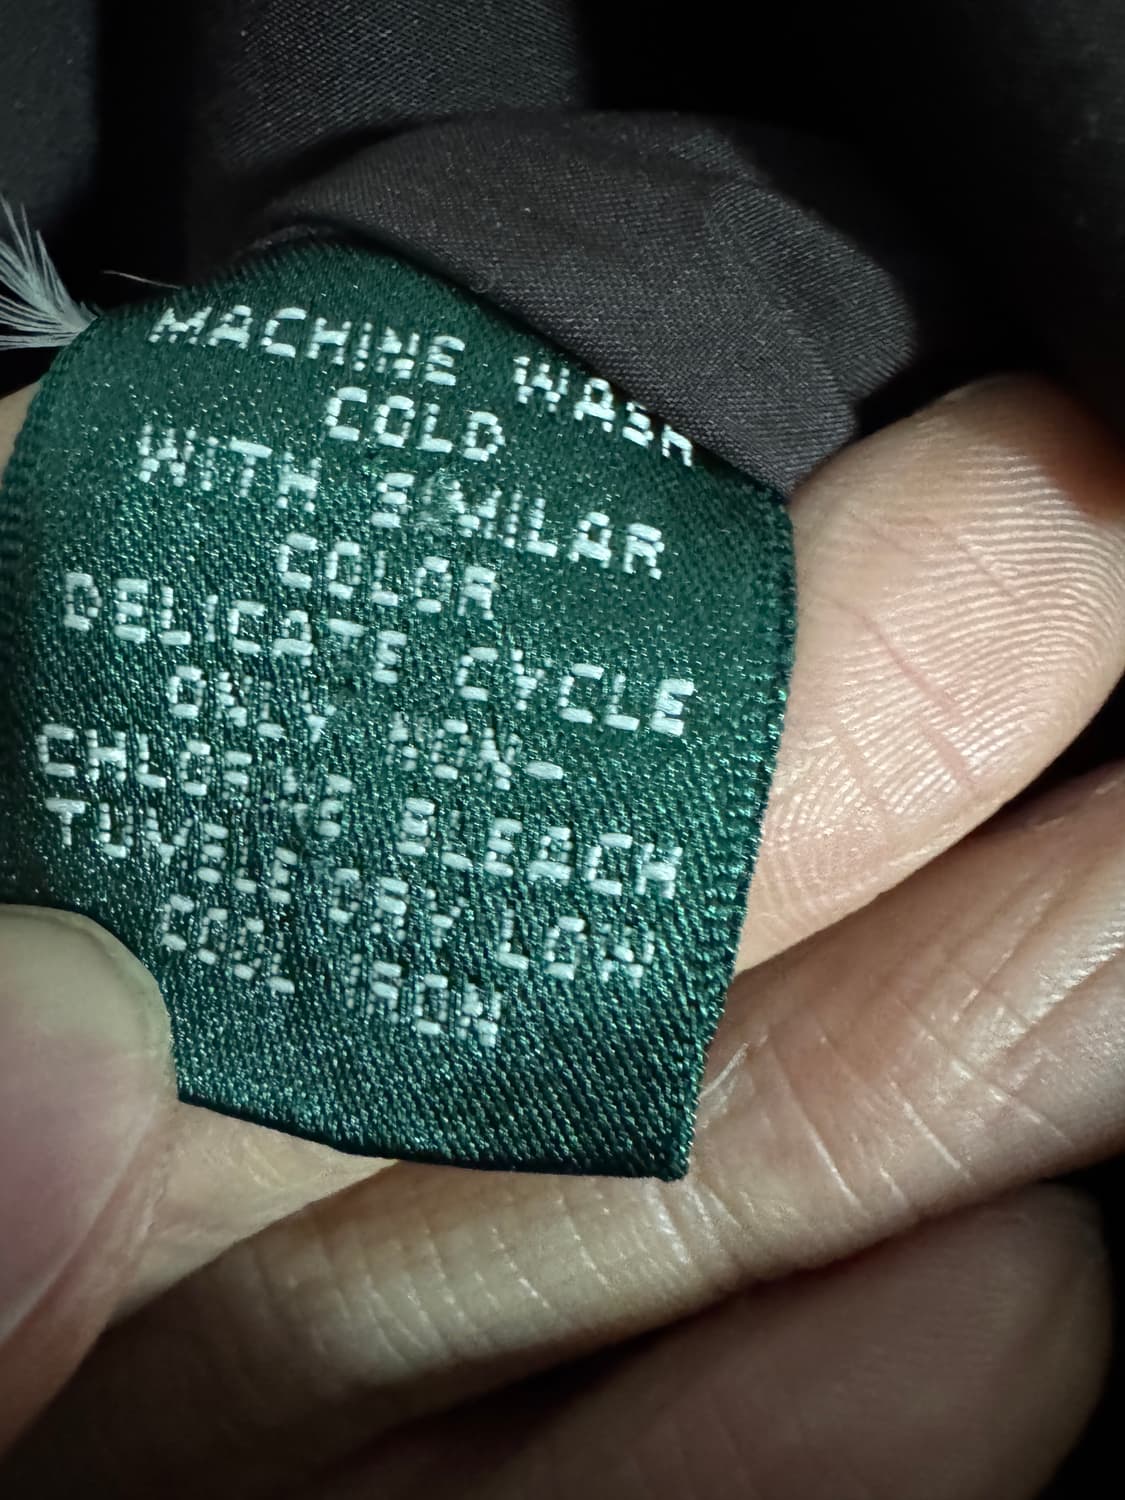 MACHINE WASH
COLD
WITH SIMILAR
COLOR
DELICATE CYCLE
ONLY NON-
CHLORINE BLEACH
TUMBLE DRY LOW
COOL IRON